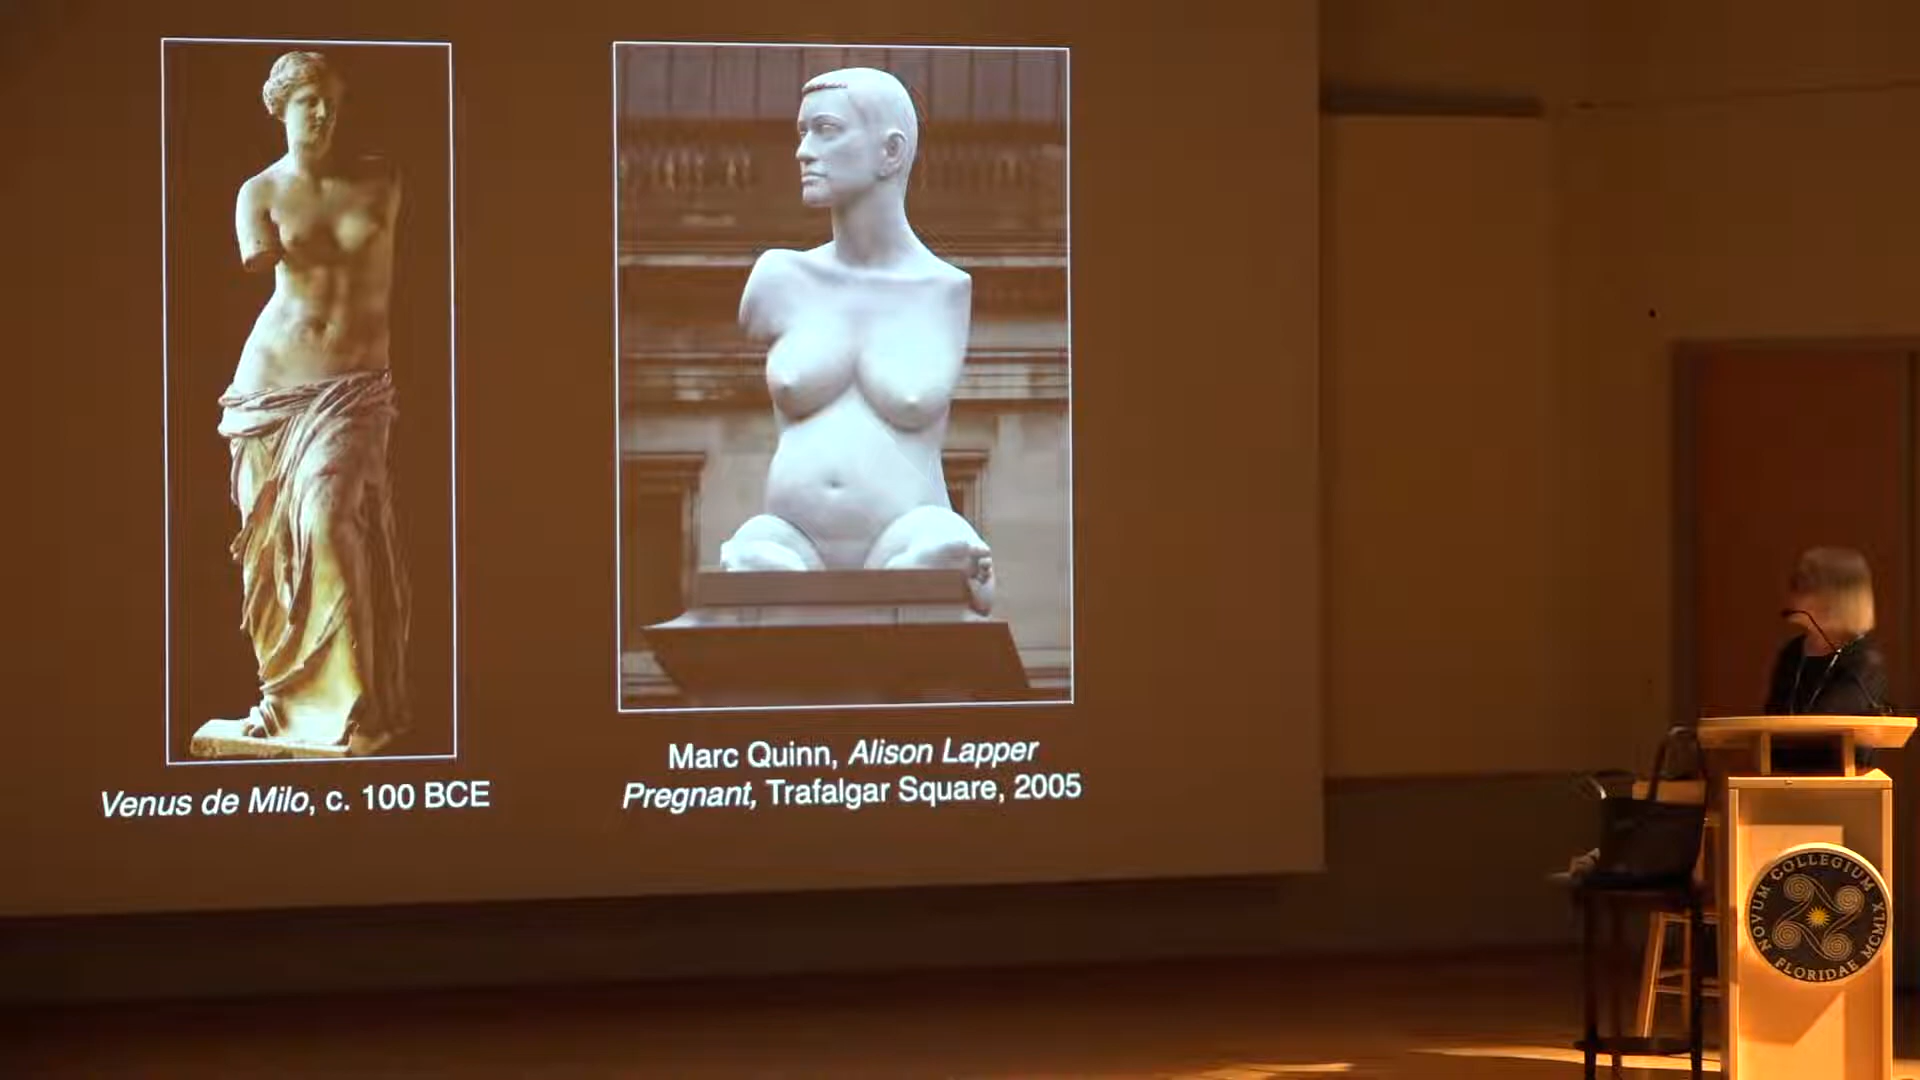 Venus de Milo, c. 100 BCE
Marc Quinn, Alison Lapper
Pregnant, Trafalgar Square, 2005
NOVUM COLLEGIUM
FLORIDAE MCMLX